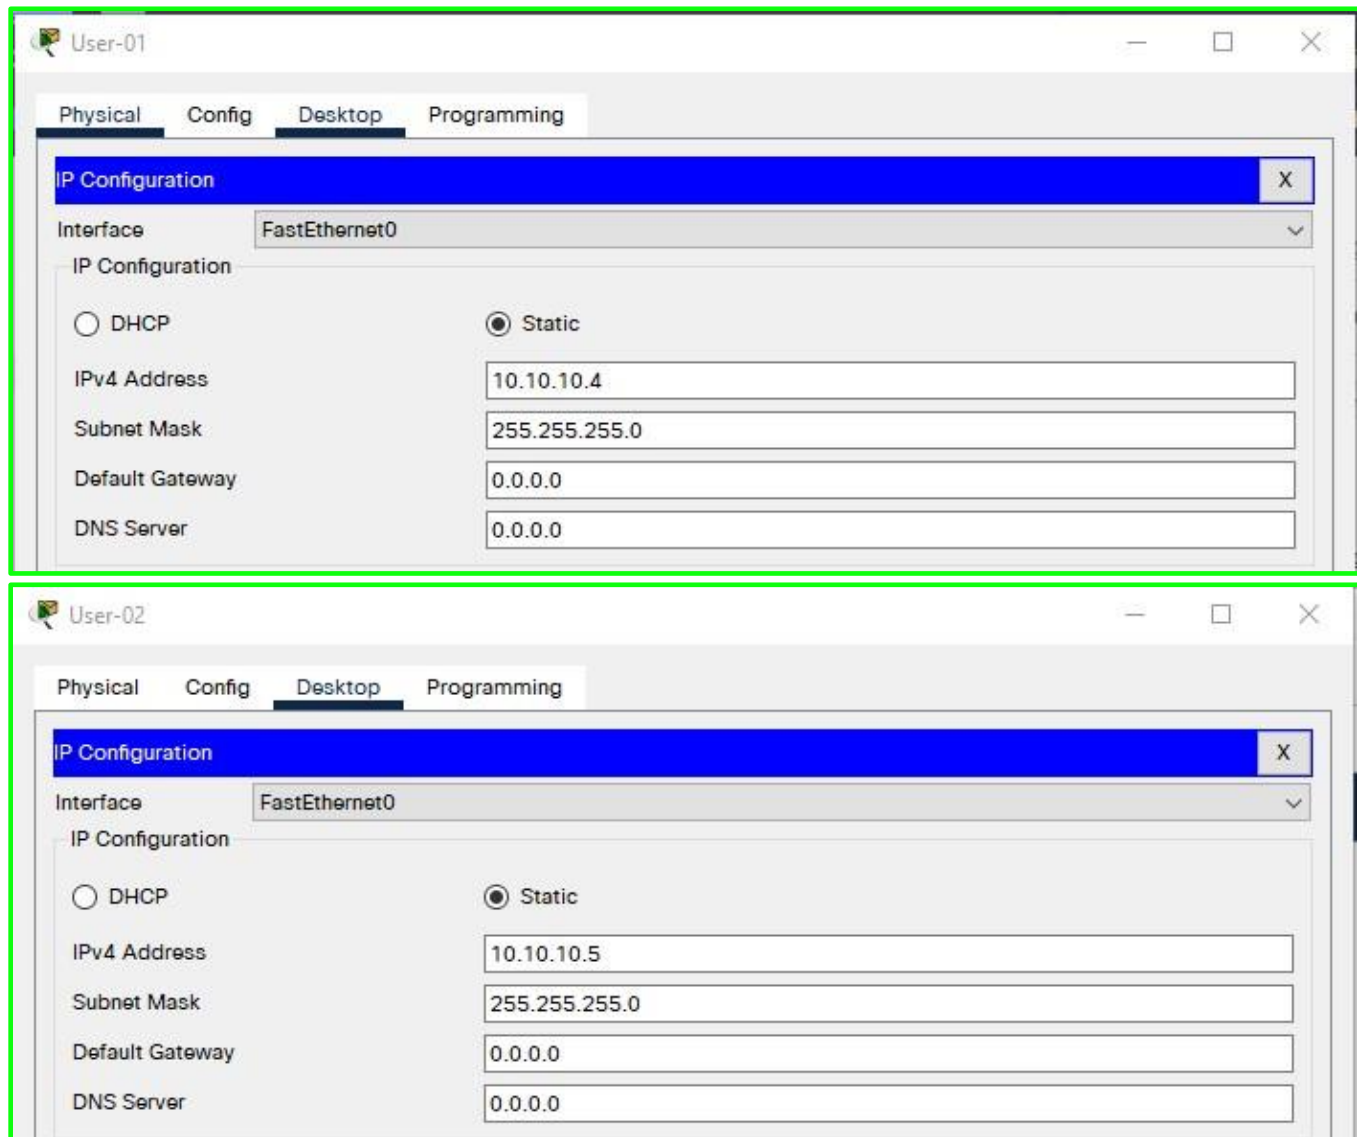 User-01
Physical Config Desktop Programming
IP Configuration X
Interface FastEthernet0
IP Configuration
DHCP Static
IPv4 Address 10.10.10.4
Subnet Mask 255.255.255.0
Default Gateway 0.0.0.0
DNS Server 0.0.0.0
User-02
Physical Config Desktop Programming
IP Configuration X
Interface FastEthernet0
IP Configuration
DHCP Static
IPv4 Address 10.10.10.5
Subnet Mask 255.255.255.0
Default Gateway 0.0.0.0
DNS Server 0.0.0.0